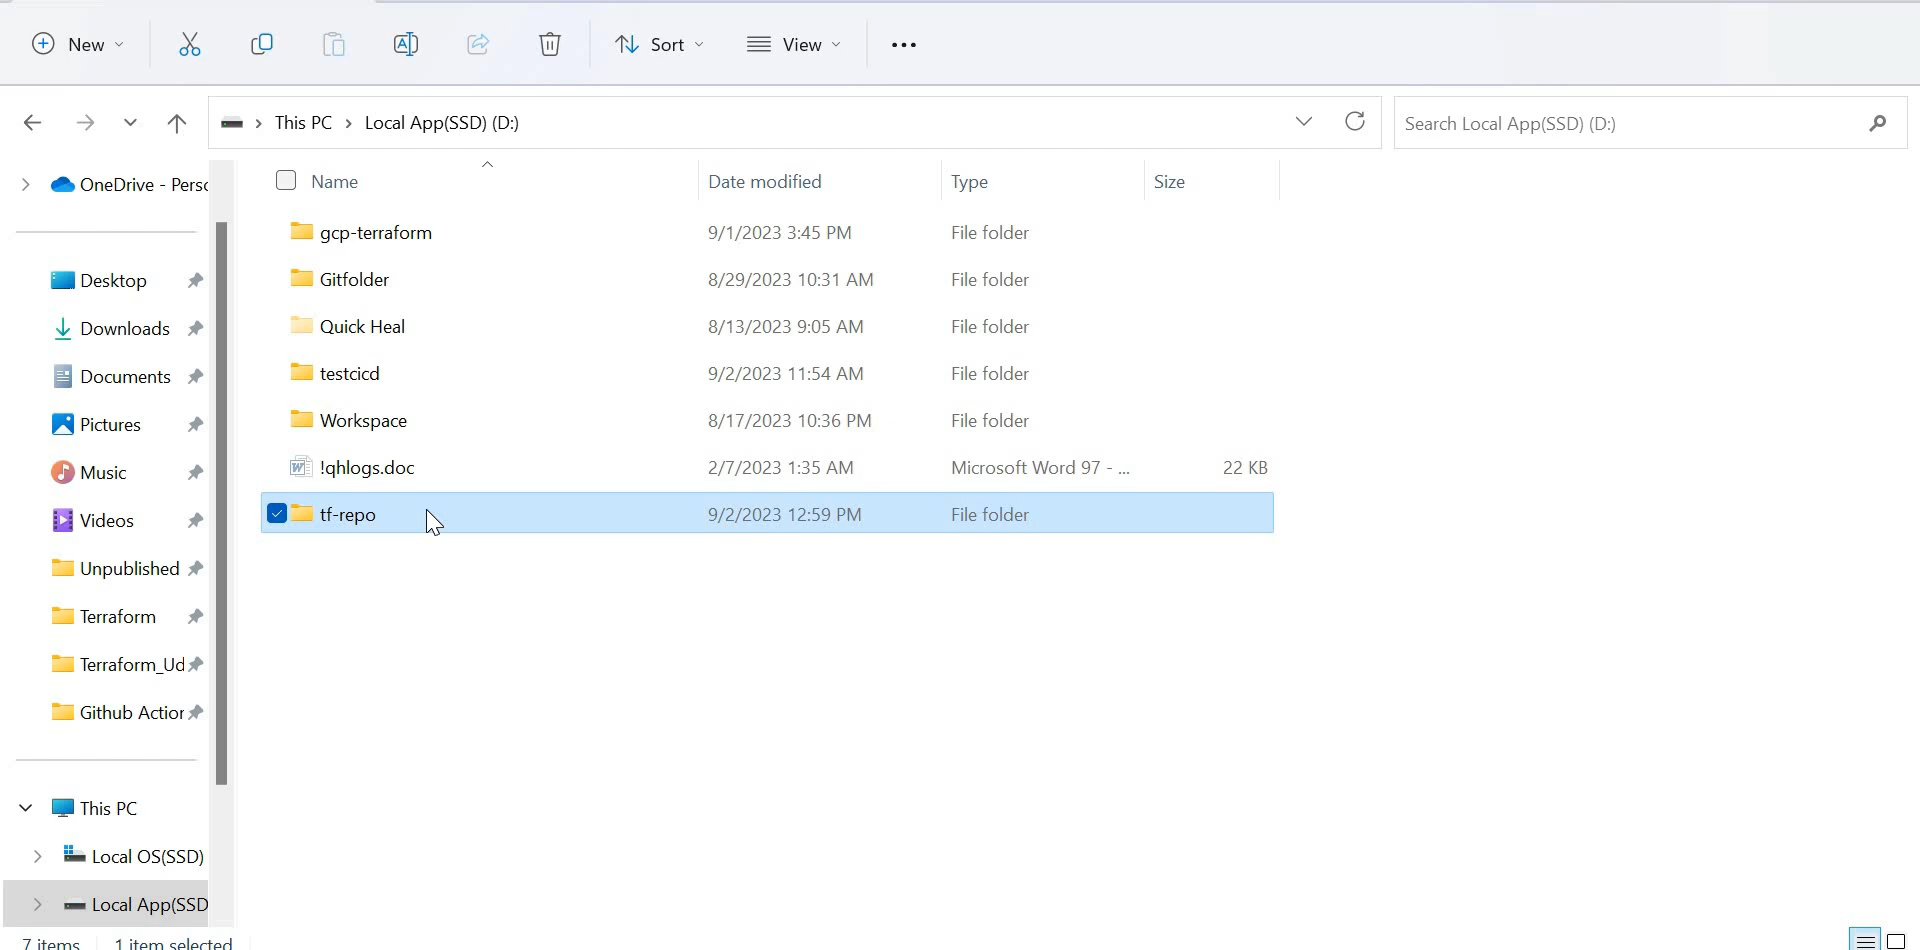 New
Sort
View
This PC > Local App(SSD) (D:)
Search Local App(SSD) (D:)
OneDrive - Perso
Desktop
Downloads
Documents
Pictures
Music
Videos
Unpublished
Terraform
Terraform_Ud
Github Action
This PC
Local OS(SSD)
Local App(SSD
Name Date modified Type Size
gcp-terraform 9/1/2023 3:45 PM File folder
Gitfolder 8/29/2023 10:31 AM File folder
Quick Heal 8/13/2023 9:05 AM File folder
testcicd 9/2/2023 11:54 AM File folder
Workspace 8/17/2023 10:36 PM File folder
!qhlogs.doc 2/7/2023 1:35 AM Microsoft Word 97 - ... 22 KB
tf-repo 9/2/2023 12:59 PM File folder
7 items 1 item selected